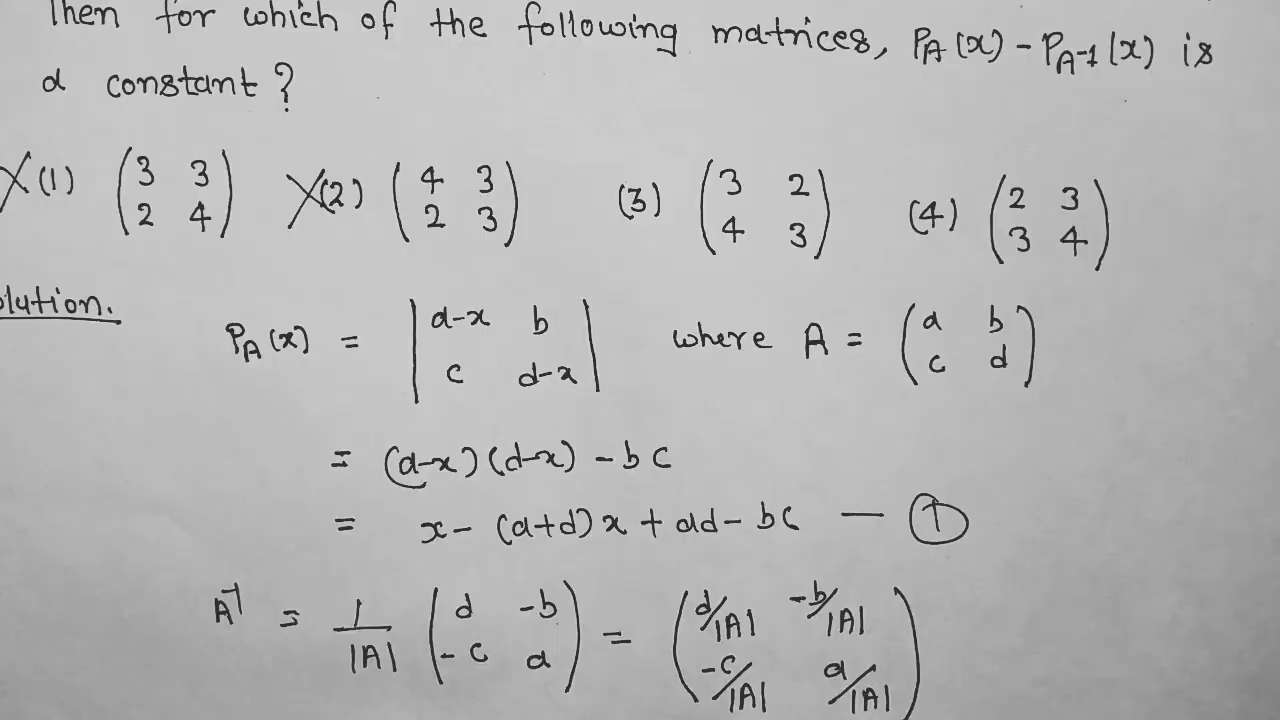 Then for which of the following matrices, P_A(x) - P_A-1(x) is
a constant?
X(1) (3 3; 2 4) X(2) (4 3; 2 3) (3) (3 2; 4 3) (4) (2 3; 3 4)
olution.
P_A(x) = |a-x b; c d-x| where A = (a b; c d)
= (a-x)(d-x) - bc
= x - (a+d)x + ad - bc — ①
A^-1 = 1/|A| (d -b; -c a) = (d/|A| -b/|A|; -c/|A| a/|A|)